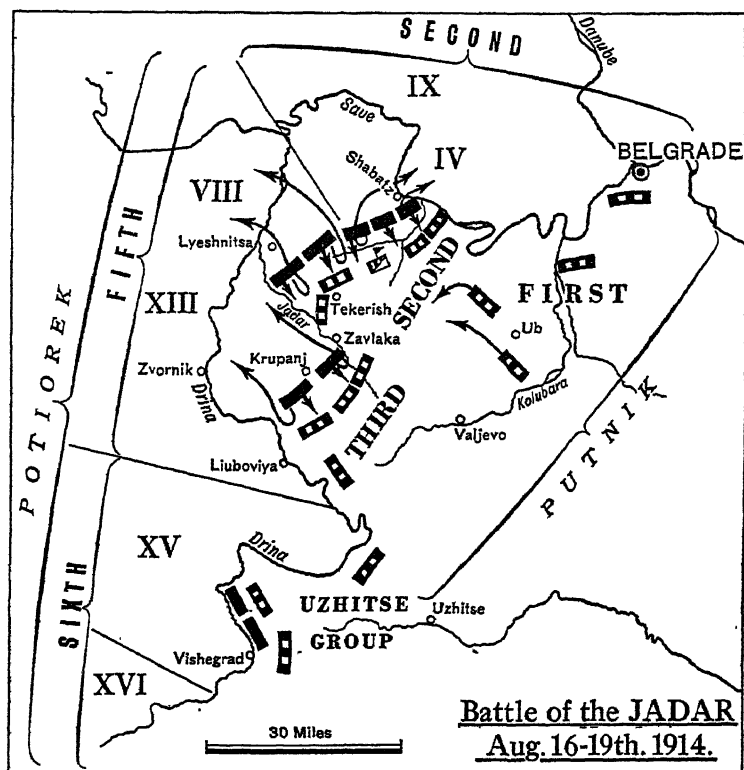 SECOND
Danube
IX
Save
IV
Shabatz
BELGRADE
VIII
FIFTH
Lyeshnitsa
SECOND
FIRST
XIII
Jadar
Tekerish
Ub
Zavlaka
POTIOREK
Zvornik
Krupanj
Drina
Kolubara
THIRD
Valjevo
PUTNIK
Liuboviya
XV
Drina
SIXTH
UZHITSE
Uzhitse
GROUP
Vishegrad
XVI
30 Miles
Battle of the JADAR
Aug. 16-19th. 1914.